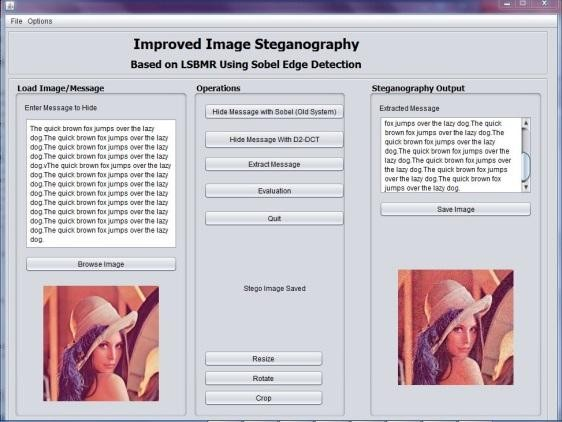 File Options
Improved Image Steganography
Based on LSBMR Using Sobel Edge Detection
Load Image/Message
Enter Message to Hide
The quick brown fox jumps over the lazy
dog.The quick brown fox jumps over the lazy
dog.The quick brown fox jumps over the lazy
dog.vThe quick brown fox jumps over the lazy
dog.The quick brown fox jumps over the lazy
dog.The quick brown fox jumps over the lazy
dog.The quick brown fox jumps over the lazy
dog.The quick brown fox jumps over the lazy
dog.The quick brown fox jumps over the lazy
dog.The quick brown fox jumps over the lazy
dog.The quick brown fox jumps over the lazy
dog.
Browse Image
Operations
Hide Message with Sobel (Old System)
Hide Message With D2-DCT
Extract Message
Evaluation
Quit
Stego Image Saved
Resize
Rotate
Crop
Steganography Output
Extracted Message
fox jumps over the lazy dog.The quick
brown fox jumps over the lazy dog.The
quick brown fox jumps over the lazy
dog.The quick brown fox jumps over the
lazy dog.The quick brown fox jumps over
the lazy dog.The quick brown fox jumps
over the lazy dog.The quick brown fox
jumps over the lazy dog.
Save Image